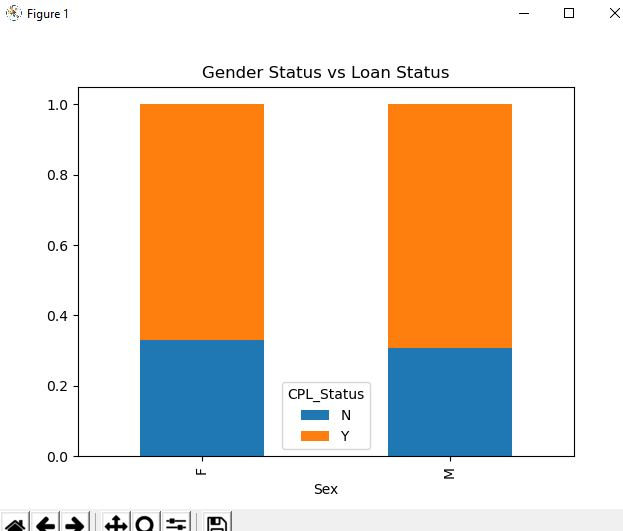 Figure 1
Gender Status vs Loan Status
1.0
0.8
0.6
0.4
0.2
0.0
CPL_Status
N
Y
F
M
Sex